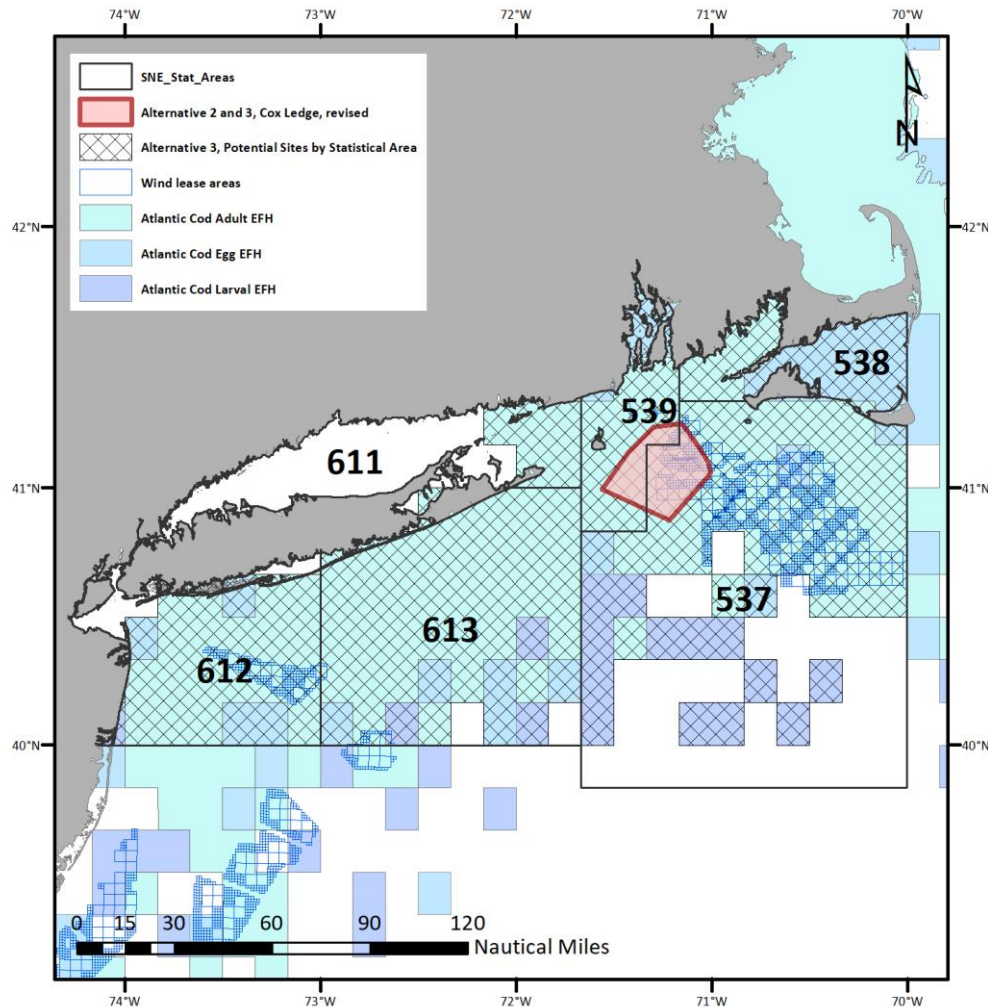 74°W 73°W 72°W 71°W 70°W
SNE_Stat_Areas
Alternative 2 and 3, Cox Ledge, revised
Alternative 3, Potential Sites by Statistical Area
Wind lease areas
Atlantic Cod Adult EFH
Atlantic Cod Egg EFH
Atlantic Cod Larval EFH
N
42°N 42°N
538
539
611
41°N 41°N
537
613
612
40°N 40°N
0 15 30 60 90 120
Nautical Miles
74°W 73°W 72°W 71°W 70°W